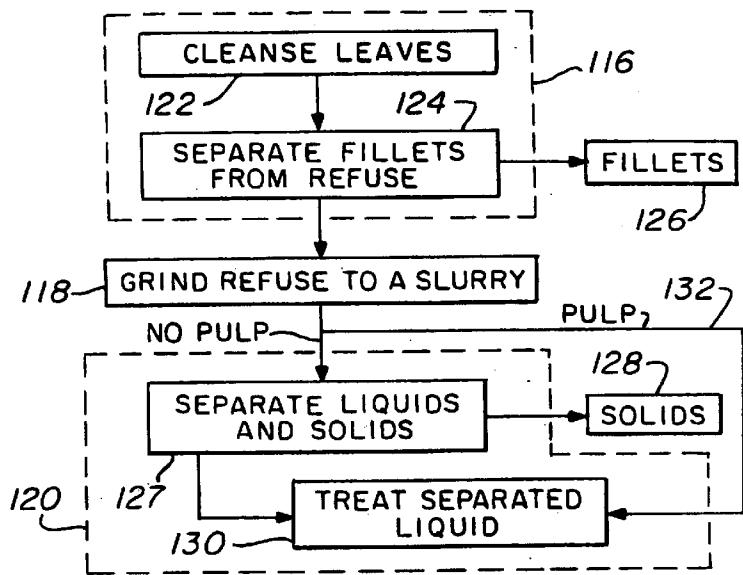 CLEANSE LEAVES
116
122
124
SEPARATE FILLETS
FROM REFUSE
FILLETS
126
118
GRIND REFUSE TO A SLURRY
132
NO PULP
PULP
128
SEPARATE LIQUIDS
AND SOLIDS
SOLIDS
127
120
TREAT SEPARATED
LIQUID
130